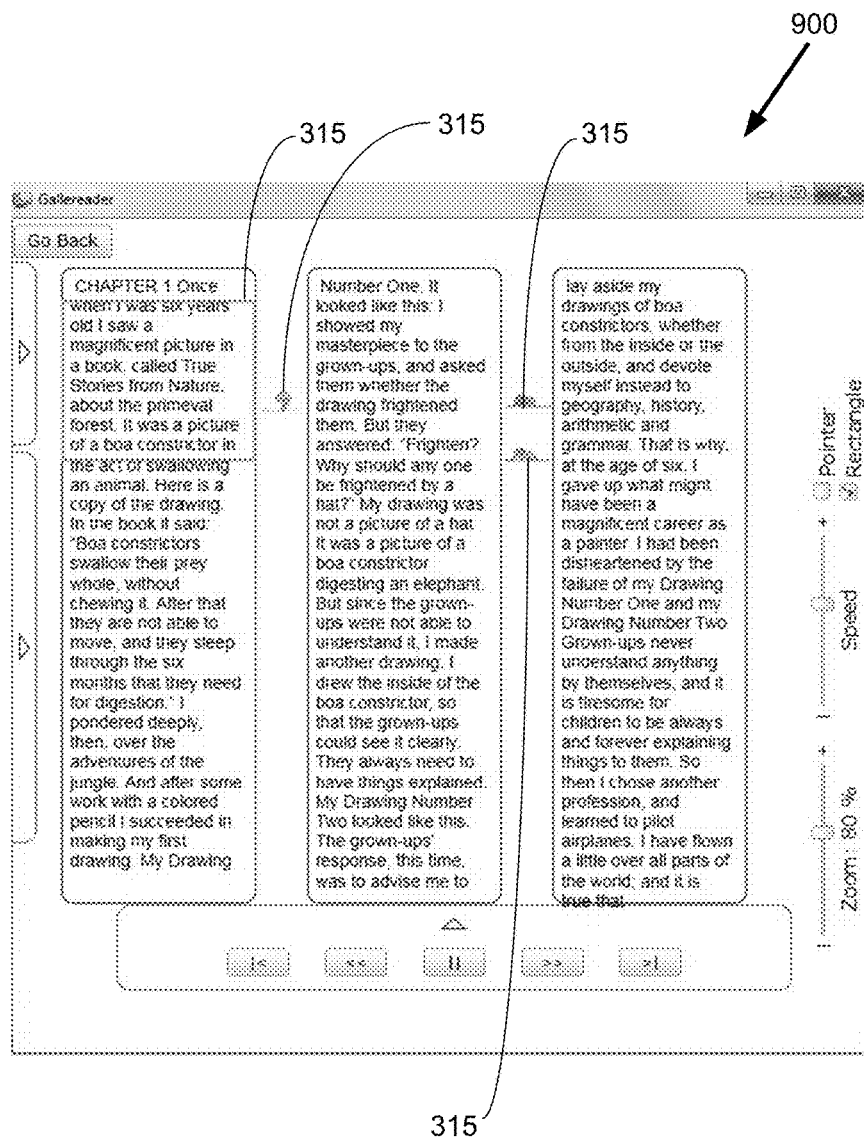 900
315
315
315
Gallereader
Go Back
CHAPTER 1 Once
when I was six years
old I saw a
magnificent picture in
a book, called True
Stories from Nature,
about the primeval
forest. It was a picture
of a boa constrictor in
the act of swallowing
an animal. Here is a
copy of the drawing.
In the book it said:
"Boa constrictors
swallow their prey
whole, without
chewing it. After that
they are not able to
move, and they sleep
through the six
months that they need
for digestion." I
pondered deeply,
then, over the
adventures of the
jungle. And after some
work with a colored
pencil I succeeded in
making my first
drawing. My Drawing
Number One. It
looked like this: I
showed my
masterpiece to the
grown-ups, and asked
them whether the
drawing frightened
them. But they
answered: "Frighten?
Why should any one
be frightened by a
hat?" My drawing was
not a picture of a hat.
It was a picture of a
boa constrictor
digesting an elephant.
But since the grown-
ups were not able to
understand it, I made
another drawing: I
drew the inside of the
boa constrictor, so
that the grown-ups
could see it clearly.
They always need to
have things explained.
My Drawing Number
Two looked like this:
The grown-ups'
response, this time,
was to advise me to
lay aside my
drawings of boa
constrictors, whether
from the inside or the
outside, and devote
myself instead to
geography, history,
arithmetic and
grammar. That is why,
at the age of six, I
gave up what might
have been a
magnificent career as
a painter. I had been
disheartened by the
failure of my Drawing
Number One and my
Drawing Number Two
Grown-ups never
understand anything
by themselves, and it
is tiresome for
children to be always
and forever explaining
things to them. So
then I chose another
profession, and
learned to pilot
airplanes. I have flown
a little over all parts of
the world; and it is
true that
Pointer
Rectangle
- +
Speed
- +
Zoom: 80 %
|< << || >> >|
315